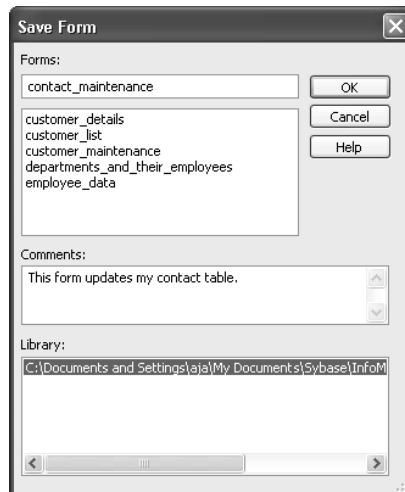 Save Form
Forms:
contact_maintenance
OK
customer_details
customer_list
customer_maintenance
departments_and_their_employees
employee_data
Cancel
Help
Comments:
This form updates my contact table.
Library:
C:\Documents and Settings\aja\My Documents\Sybase\InfoM